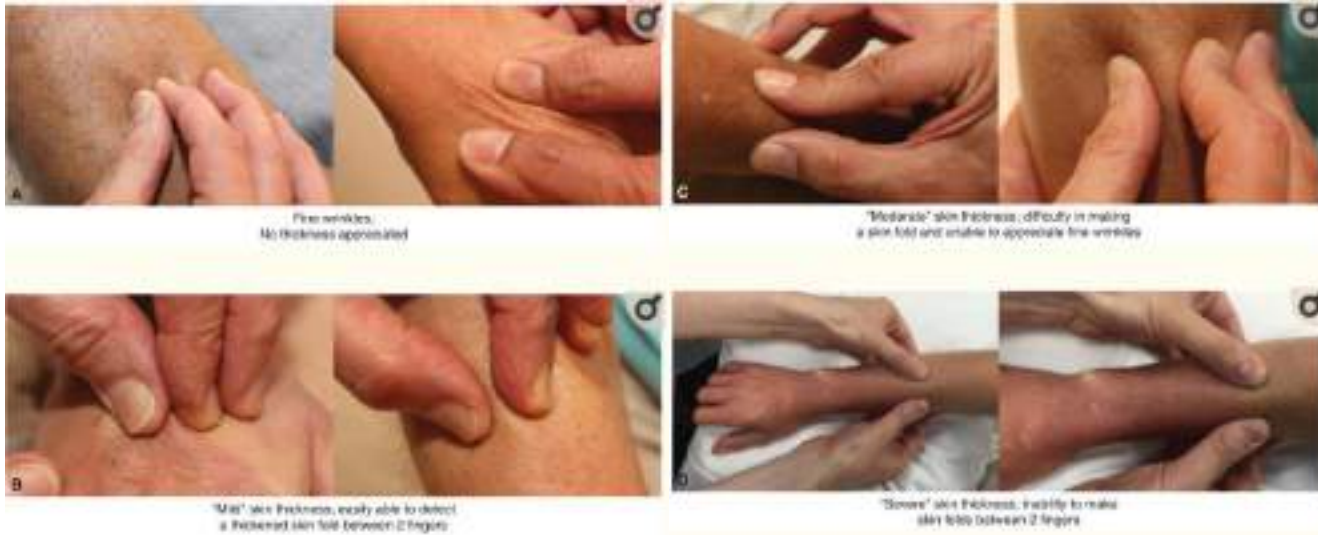 A
Fine wrinkles;
No thickness appreciated
C
"Moderate" skin thickness; difficulty in making
a skin fold and unable to appreciate fine wrinkles
B
"Mild" skin thickness, easily able to detect
a thickened skin fold between 2 fingers
D
"Severe" skin thickness; inability to make
skin folds between 2 fingers